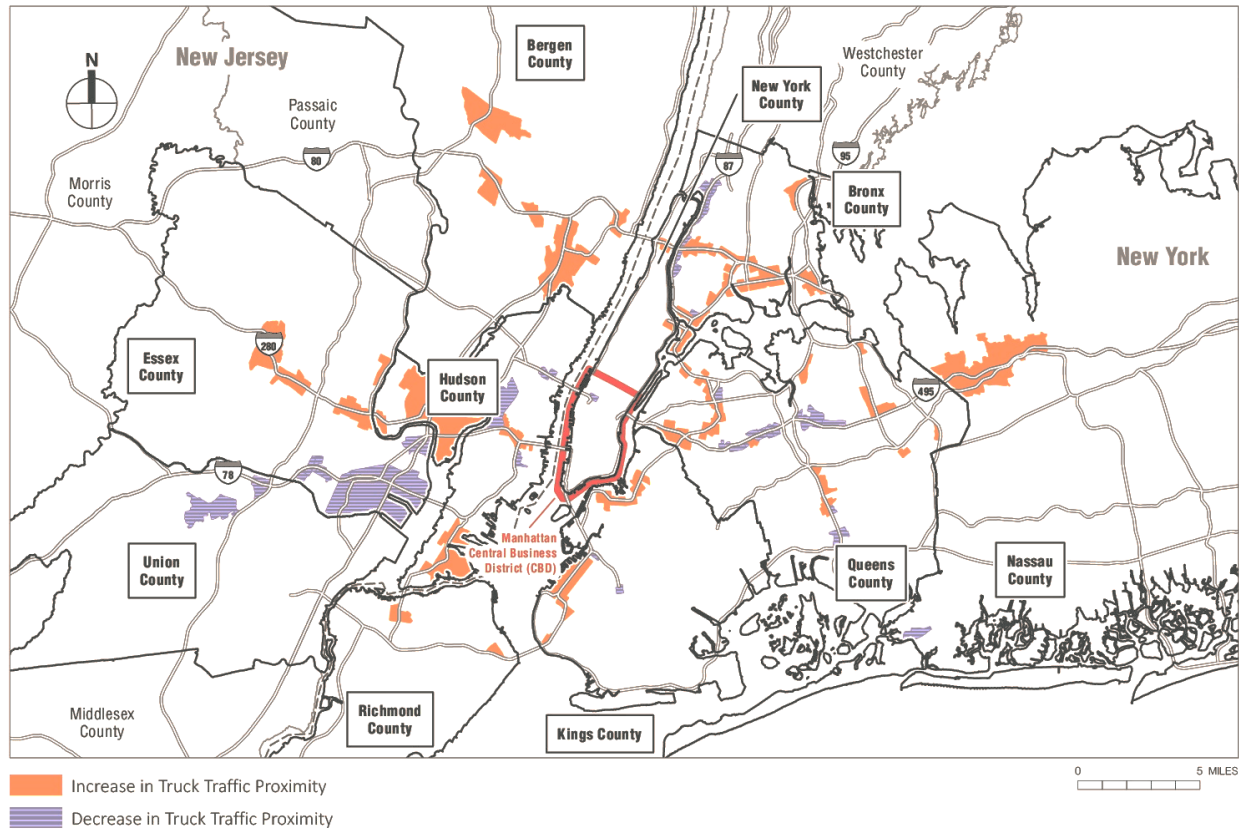 Bergen
County
New Jersey
Westchester
County
N
New York
County
Passaic
County
80
95
87
Morris
County
Bronx
County
New York
280
Essex
County
Hudson
County
495
78
Manhattan
Central Business
District (CBD)
Union
County
Queens
County
Nassau
County
Middlesex
County
Richmond
County
Kings County
0 5 MILES
Increase in Truck Traffic Proximity
Decrease in Truck Traffic Proximity